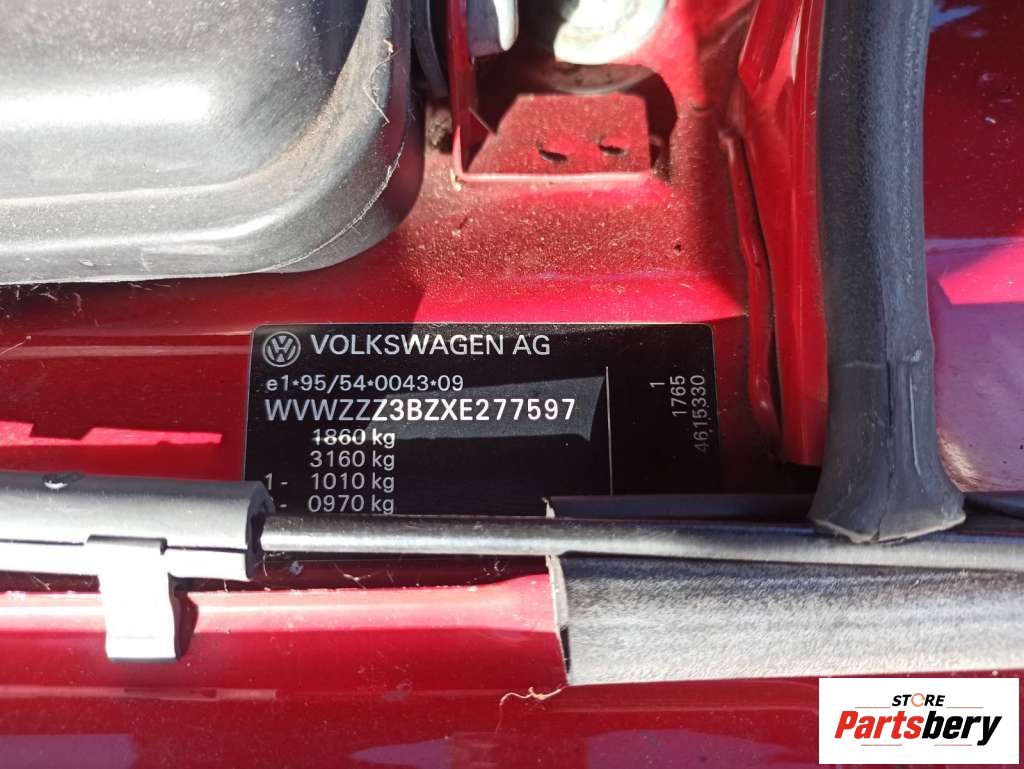 VOLKSWAGEN AG
e1*95/54*0043*09
WVWZZZ3BZXE277597
1860 kg
3160 kg
1 - 1010 kg
- 0970 kg
1
1765
4615330
STORE
Partsbery